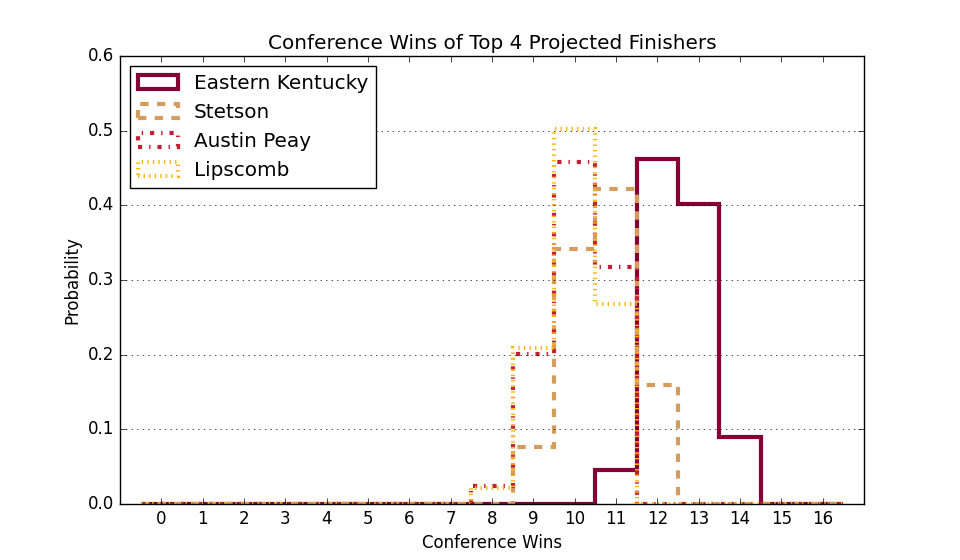 Conference Wins of Top 4 Projected Finishers
0.6
0.5
0.4
0.3
0.2
0.1
0.0
Probability
Eastern Kentucky
Stetson
Austin Peay
Lipscomb
0 1 2 3 4 5 6 7 8 9 10 11 12 13 14 15 16
Conference Wins